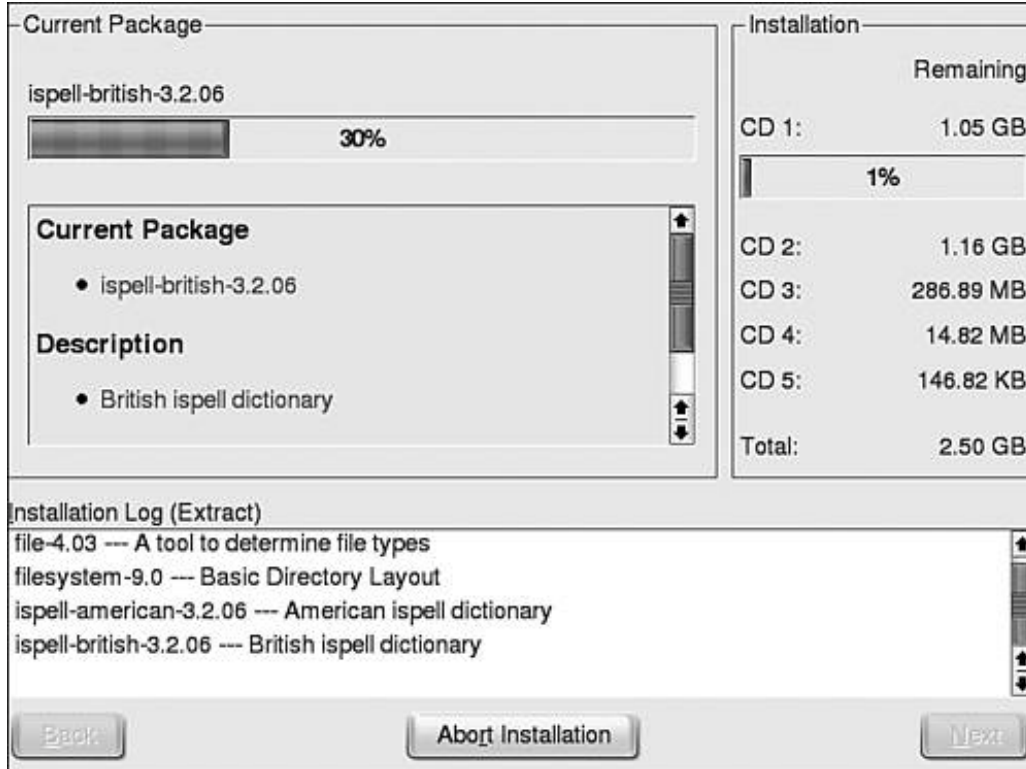 Current Package
ispell-british-3.2.06
30%
Current Package
• ispell-british-3.2.06
Description
• British ispell dictionary
Installation
Remaining
CD 1: 1.05 GB
1%
CD 2: 1.16 GB
CD 3: 286.89 MB
CD 4: 14.82 MB
CD 5: 146.82 KB
Total: 2.50 GB
Installation Log (Extract)
file-4.03 --- A tool to determine file types
filesystem-9.0 --- Basic Directory Layout
ispell-american-3.2.06 --- American ispell dictionary
ispell-british-3.2.06 --- British ispell dictionary
Back Abort Installation Next